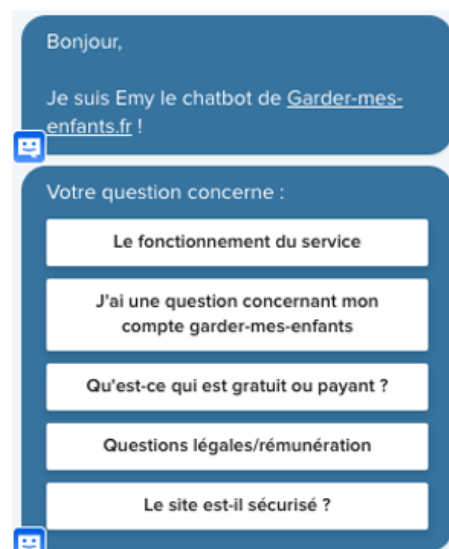 Bonjour,
Je suis Emy le chatbot de Garder-mes-
enfants.fr !
Votre question concerne :
Le fonctionnement du service
J'ai une question concernant mon
compte garder-mes-enfants
Qu'est-ce qui est gratuit ou payant ?
Questions légales/rémunération
Le site est-il sécurisé ?